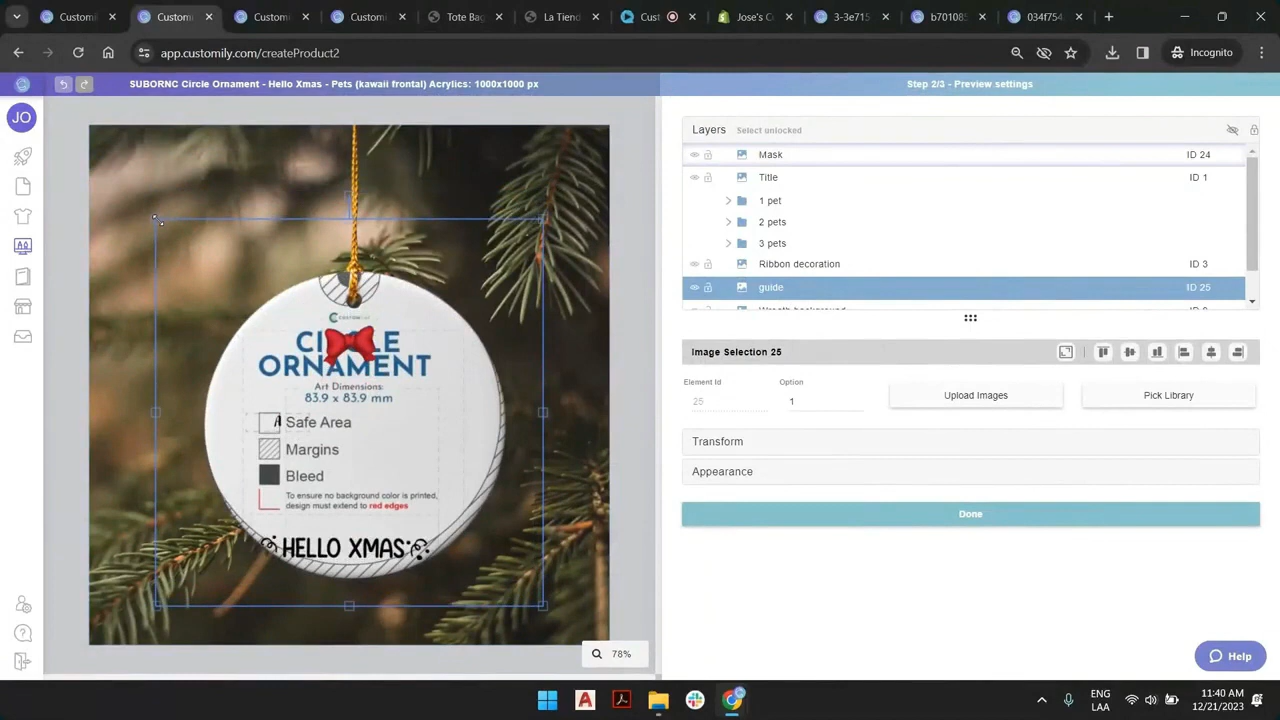 Custom
Custom
Custom
Custom
Tote Bag
La Tiend
Cust
Jose's C
3-3e715
b70108
034f754
app.customily.com/createProduct2
Incognito
SUBORNC Circle Ornament - Hello Xmas - Pets (kawaii frontal) Acrylics: 1000x1000 px
Step 2/3 - Preview settings
JO
Layers
Select unlocked
Mask
ID 24
Title
ID 1
1 pet
2 pets
3 pets
Ribbon decoration
ID 3
guide
ID 25
Image Selection 25
Element Id
Option
25
1
Upload Images
Pick Library
Transform
Appearance
Done
ORNAMENT
Art Dimensions:
83.9 x 83.9 mm
Safe Area
Margins
Bleed
To ensure no background color is printed,
design must extend to red edges
HELLO XMAS
78%
Help
ENG
LAA
11:40 AM
12/21/2023